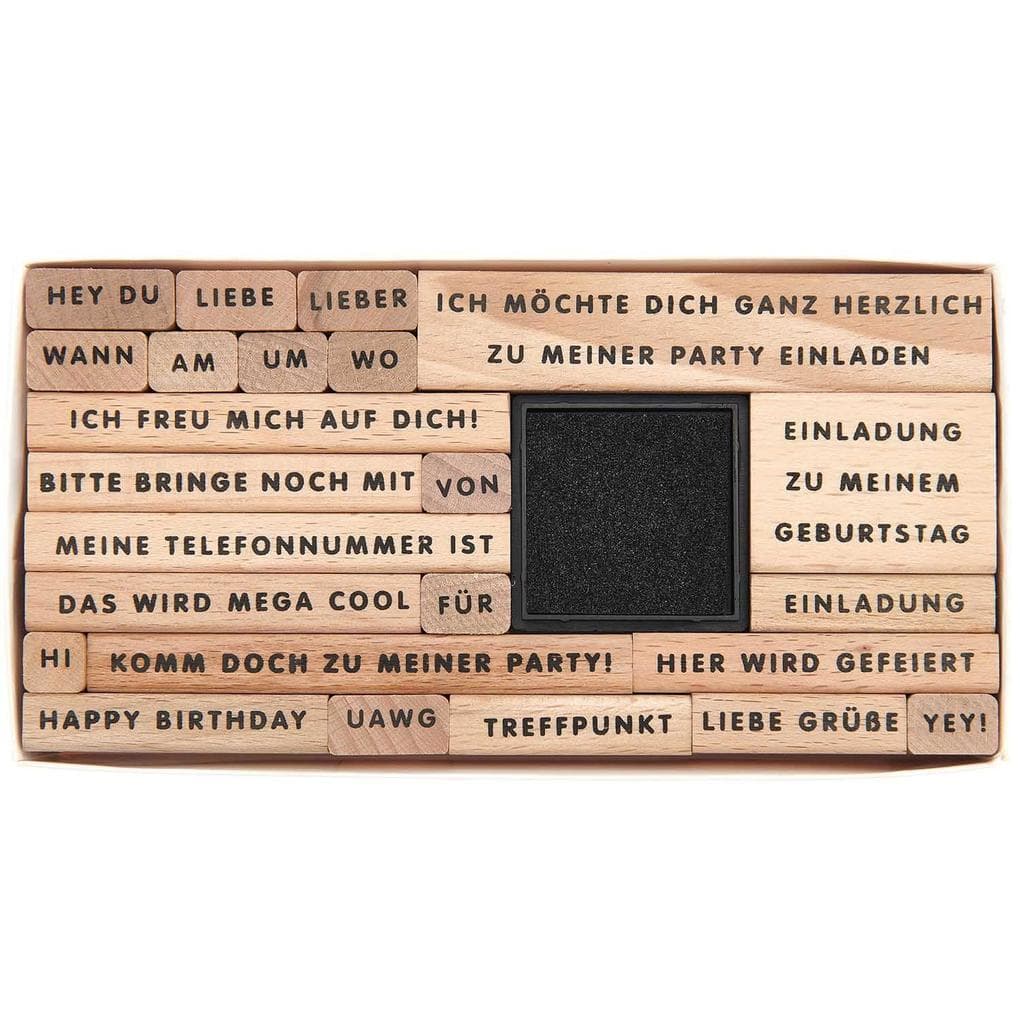 HEY DU
LIEBE
LIEBER
ICH MÖCHTE DICH GANZ HERZLICH
ZU MEINER PARTY EINLADEN
WANN
AM
UM
WO
ICH FREU MICH AUF DICH!
EINLADUNG
ZU MEINEM
GEBURTSTAG
BITTE BRINGE NOCH MIT
VON
MEINE TELEFONNUMMER IST
DAS WIRD MEGA COOL
FÜR
EINLADUNG
HI
KOMM DOCH ZU MEINER PARTY!
HIER WIRD GEFEIERT
HAPPY BIRTHDAY
UAWG
TREFFPUNKT
LIEBE GRÜßE
YEY!